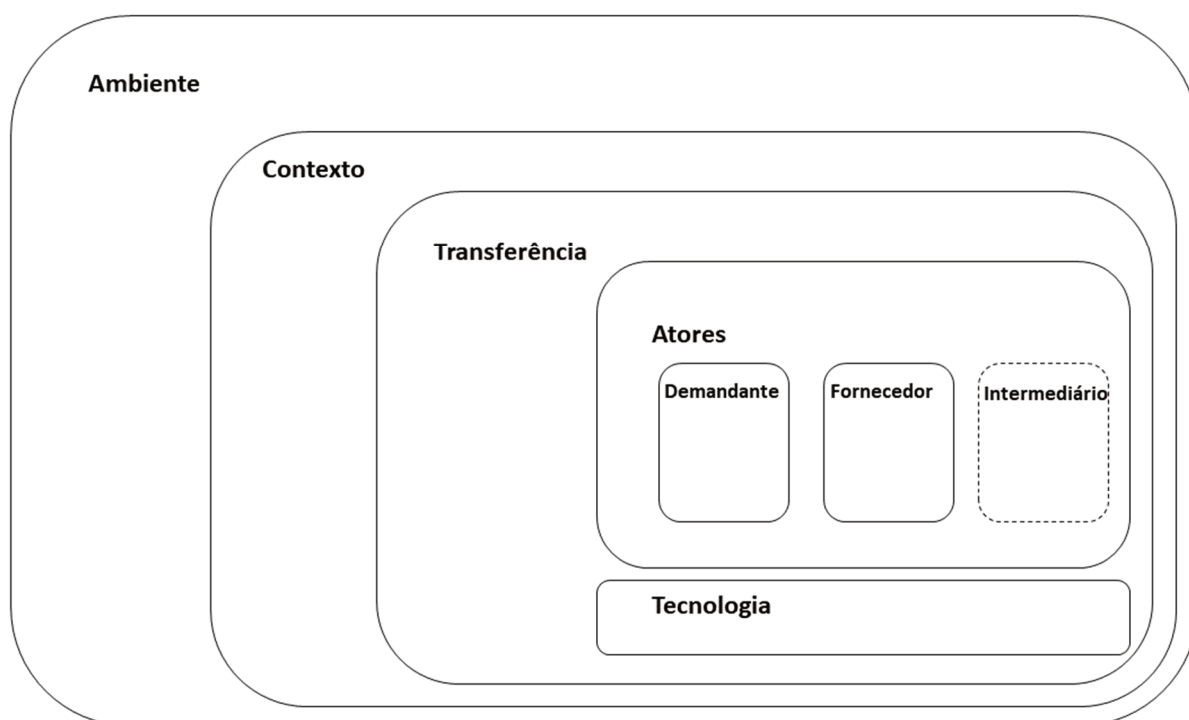 Ambiente
Contexto
Transferência
Atores
Demandante
Fornecedor
Intermediário
Tecnologia